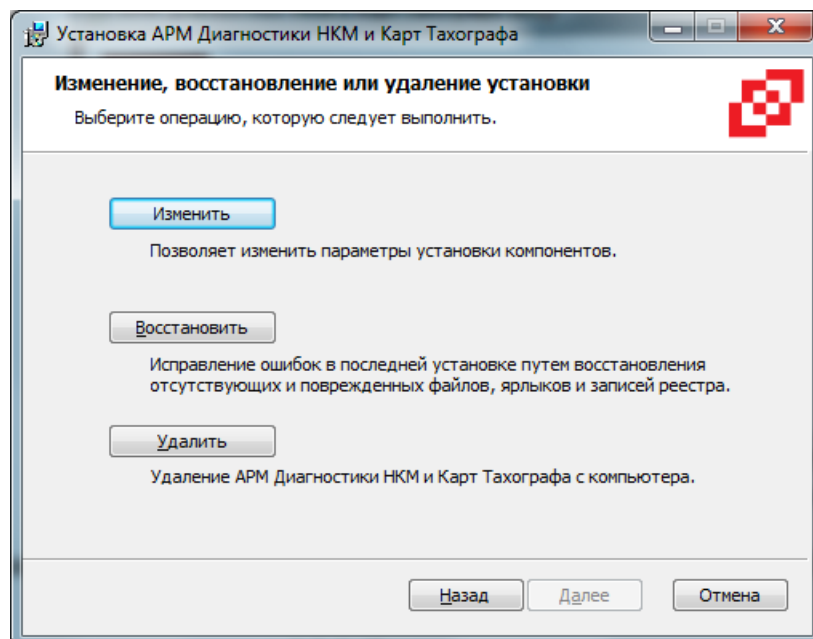 Установка АРМ Диагностики НКМ и Карт Тахографа
Изменение, восстановление или удаление установки
Выберите операцию, которую следует выполнить.
Изменить
Позволяет изменить параметры установки компонентов.
Восстановить
Исправление ошибок в последней установке путем восстановления
отсутствующих и поврежденных файлов, ярлыков и записей реестра.
Удалить
Удаление АРМ Диагностики НКМ и Карт Тахографа с компьютера.
Назад Далее Отмена